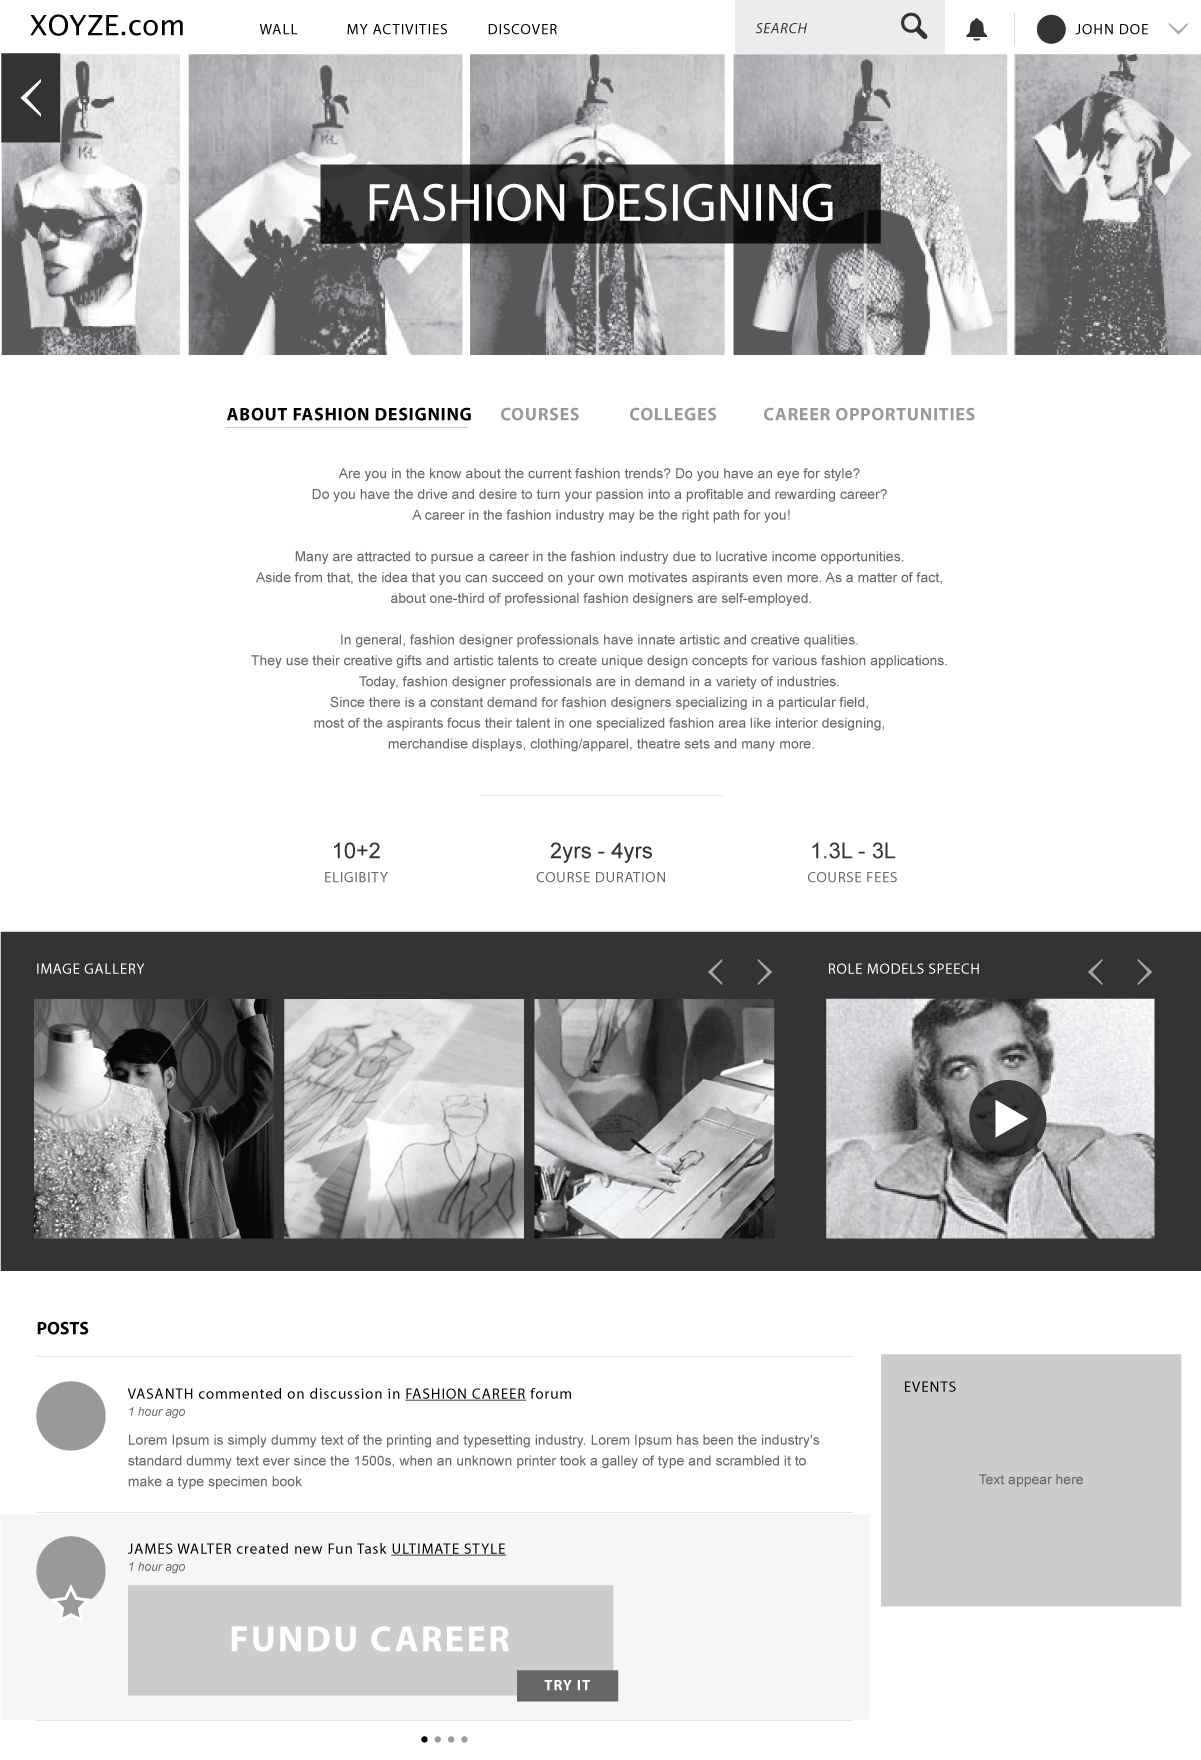 XOYZE.com
WALL
MY ACTIVITIES
DISCOVER
SEARCH
JOHN DOE
K-L
K-L
FASHION DESIGNING
ABOUT FASHION DESIGNING
COURSES
COLLEGES
CAREER OPPORTUNITIES
Are you in the know about the current fashion trends? Do you have an eye for style?
Do you have the drive and desire to turn your passion into a profitable and rewarding career?
A career in the fashion industry may be the right path for you!
Many are attracted to pursue a career in the fashion industry due to lucrative income opportunities.
Aside from that, the idea that you can succeed on your own motivates aspirants even more. As a matter of fact,
about one-third of professional fashion designers are self-employed.
In general, fashion designer professionals have innate artistic and creative qualities.
They use their creative gifts and artistic talents to create unique design concepts for various fashion applications.
Today, fashion designer professionals are in demand in a variety of industries.
Since there is a constant demand for fashion designers specializing in a particular field,
most of the aspirants focus their talent in one specialized fashion area like interior designing,
merchandise displays, clothing/apparel, theatre sets and many more.
10+2
ELIGIBITY
2yrs - 4yrs
COURSE DURATION
1.3L - 3L
COURSE FEES
IMAGE GALLERY
ROLE MODELS SPEECH
POSTS
VASANTH commented on discussion in FASHION CAREER forum
1 hour ago
Lorem Ipsum is simply dummy text of the printing and typesetting industry. Lorem Ipsum has been the industry's
standard dummy text ever since the 1500s, when an unknown printer took a galley of type and scrambled it to
make a type specimen book
JAMES WALTER created new Fun Task ULTIMATE STYLE
1 hour ago
FUNDU CAREER
TRY IT
EVENTS
Text appear here